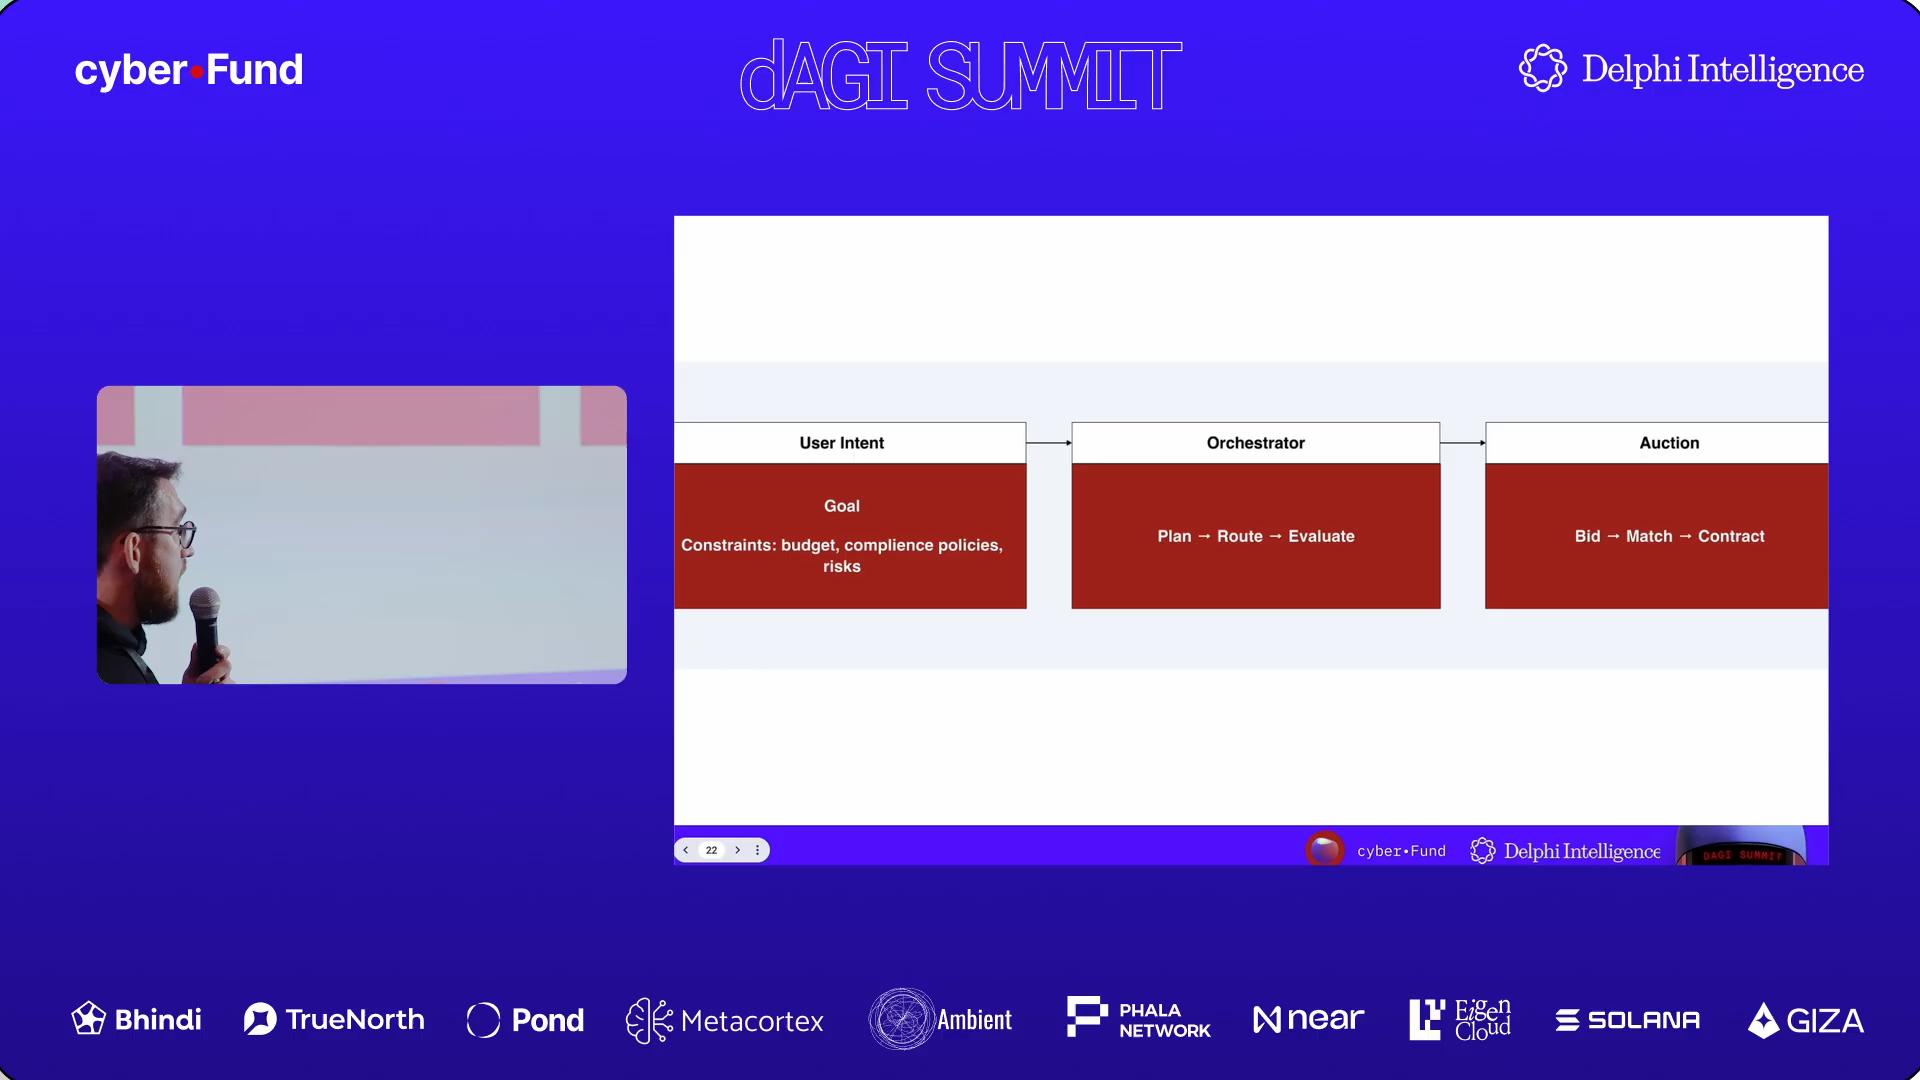 cyber•Fund
dAGI SUMMIT
Delphi Intelligence
User Intent
Goal
Constraints: budget, complience policies,
risks
Orchestrator
Plan → Route → Evaluate
Auction
Bid → Match → Contract
22
cyber•Fund
Delphi Intelligence
DAGI SUMMIT
Bhindi
TrueNorth
Pond
Metacortex
Ambient
PHALA
NETWORK
near
Eigen
Cloud
SOLANA
GIZA